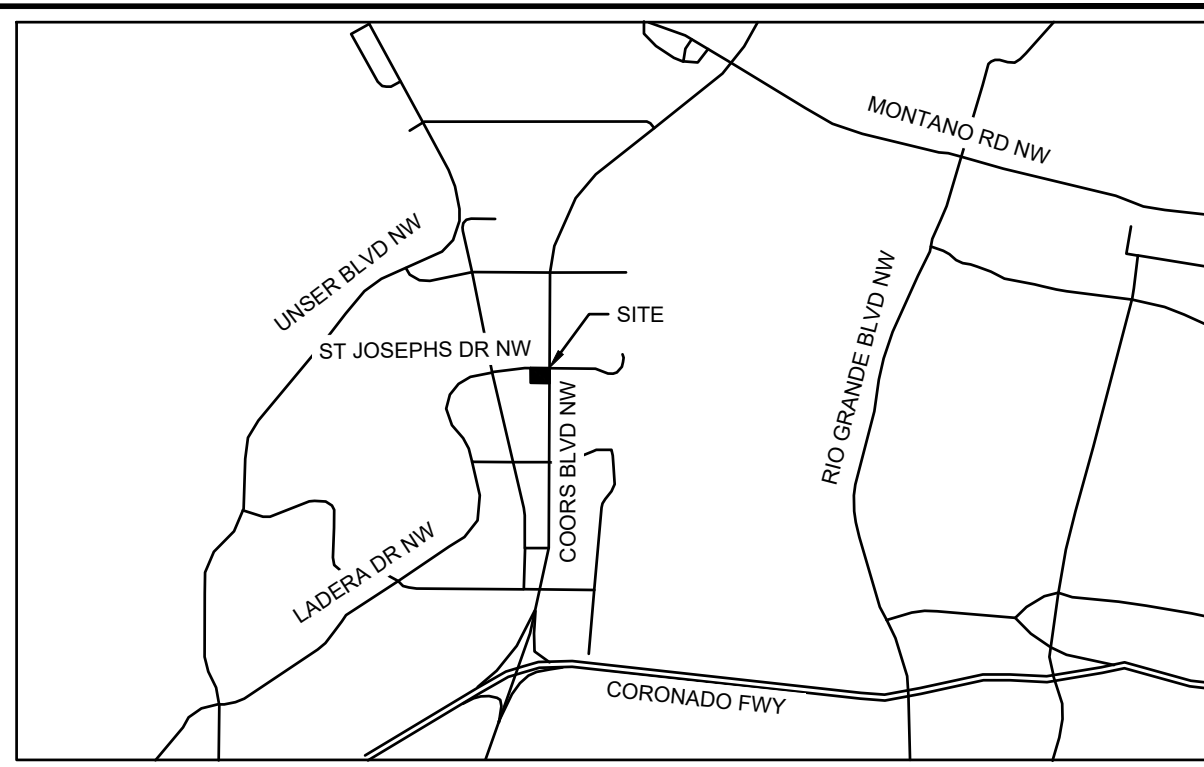 MONTANO RD NW
UNSER BLVD NW
SITE
ST JOSEPHS DR NW
RIO GRANDE BLVD NW
COORS BLVD NW
LADERA DR NW
CORONADO FWY